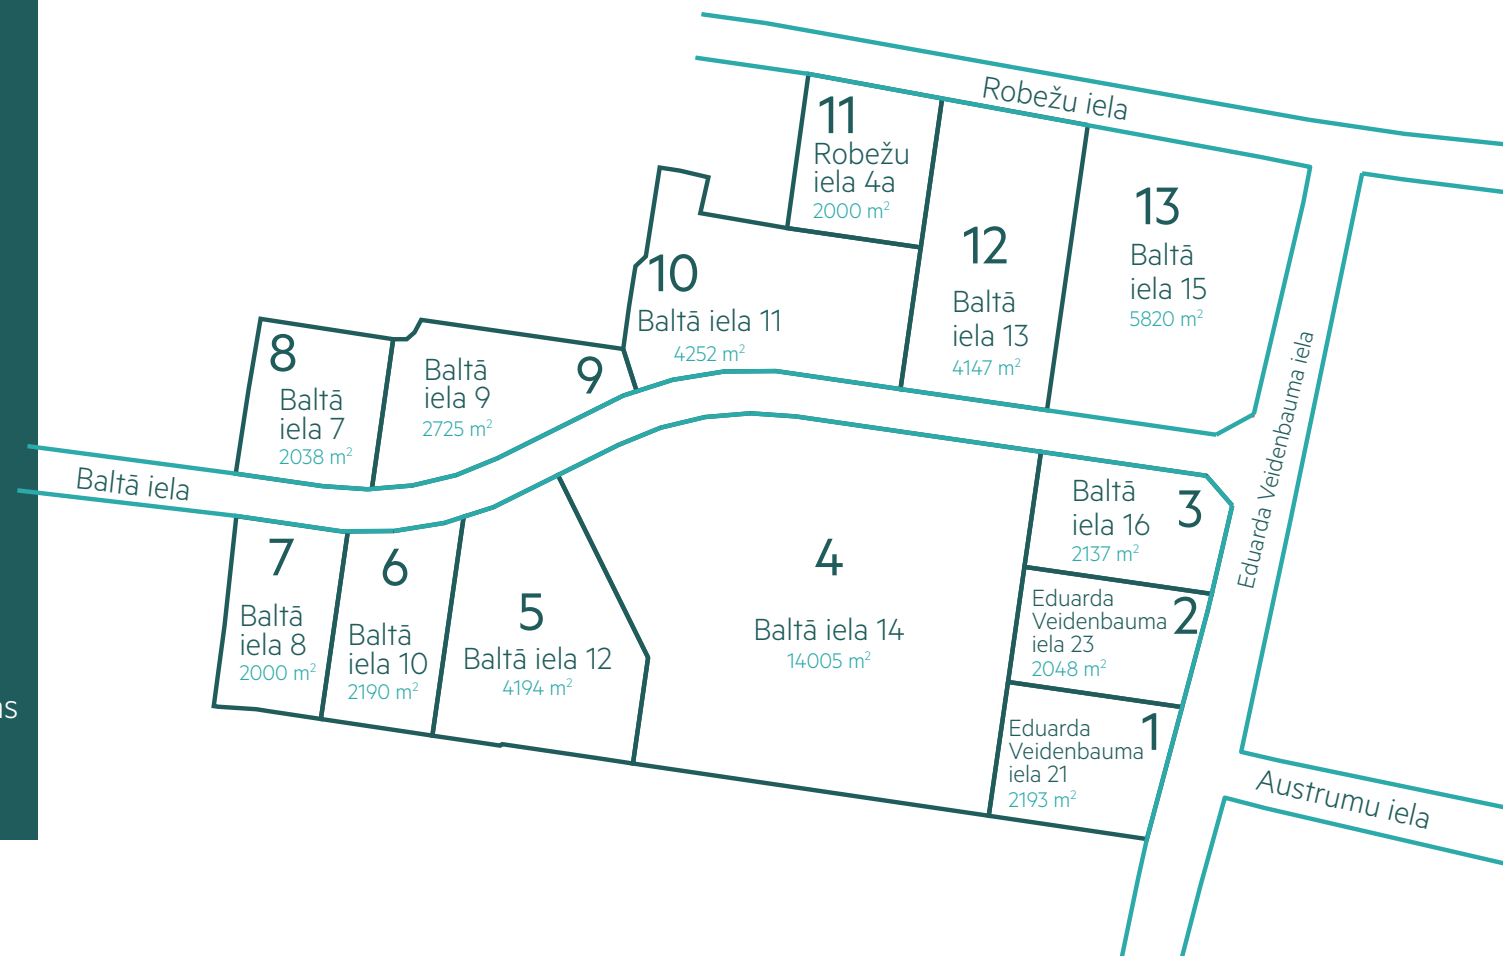 Robežu iela
11
Robežu
iela 4a
2000 m²
12
Baltā
iela 13
4147 m²
13
Baltā
iela 15
5820 m²
10
Baltā iela 11
4252 m²
8
Baltā
iela 7
2038 m²
Baltā
iela 9
2725 m²
9
Eduarda Veidenbauma iela
Baltā iela
7
Baltā
iela 8
2000 m²
6
Baltā
iela 10
2190 m²
5
Baltā iela 12
4194 m²
4
Baltā iela 14
14005 m²
Baltā
iela 16
2137 m²
3
Eduarda
Veidenbauma
iela 23
2048 m²
2
Eduarda
Veidenbauma
iela 21
2193 m²
1
Austrumu iela